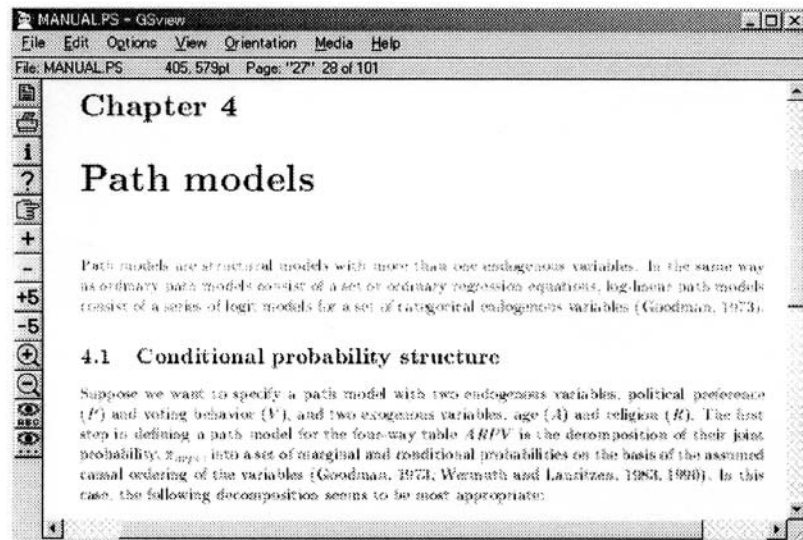 MANUAL.PS - GSview
File Edit Options View Orientation Media Help
File: MANUAL.PS 405, 579pt Page: "27" 28 of 101
Chapter 4
Path models
Path models are structural models with more than one endogenous variables. In the same way
as ordinary path models consist of a set or ordinary regression equations, log-linear path models
consist of a series of logit models for a set of categorical endogenous variables (Goodman, 1973).
4.1 Conditional probability structure
Suppose we want to specify a path model with two endogenous variables, political preference
(P) and voting behavior (V), and two exogenous variables, age (A) and religion (R). The first
step in defining a path model for the four-way table ARPV is the decomposition of their joint
probability, into a set of marginal and conditional probabilities on the basis of the assumed
causal ordering of the variables (Goodman, 1973, Wermuth and Lauritzen, 1983, 1990). In this
case, the following decomposition seems to be most appropriate:
i
?
+
-
+5
-5